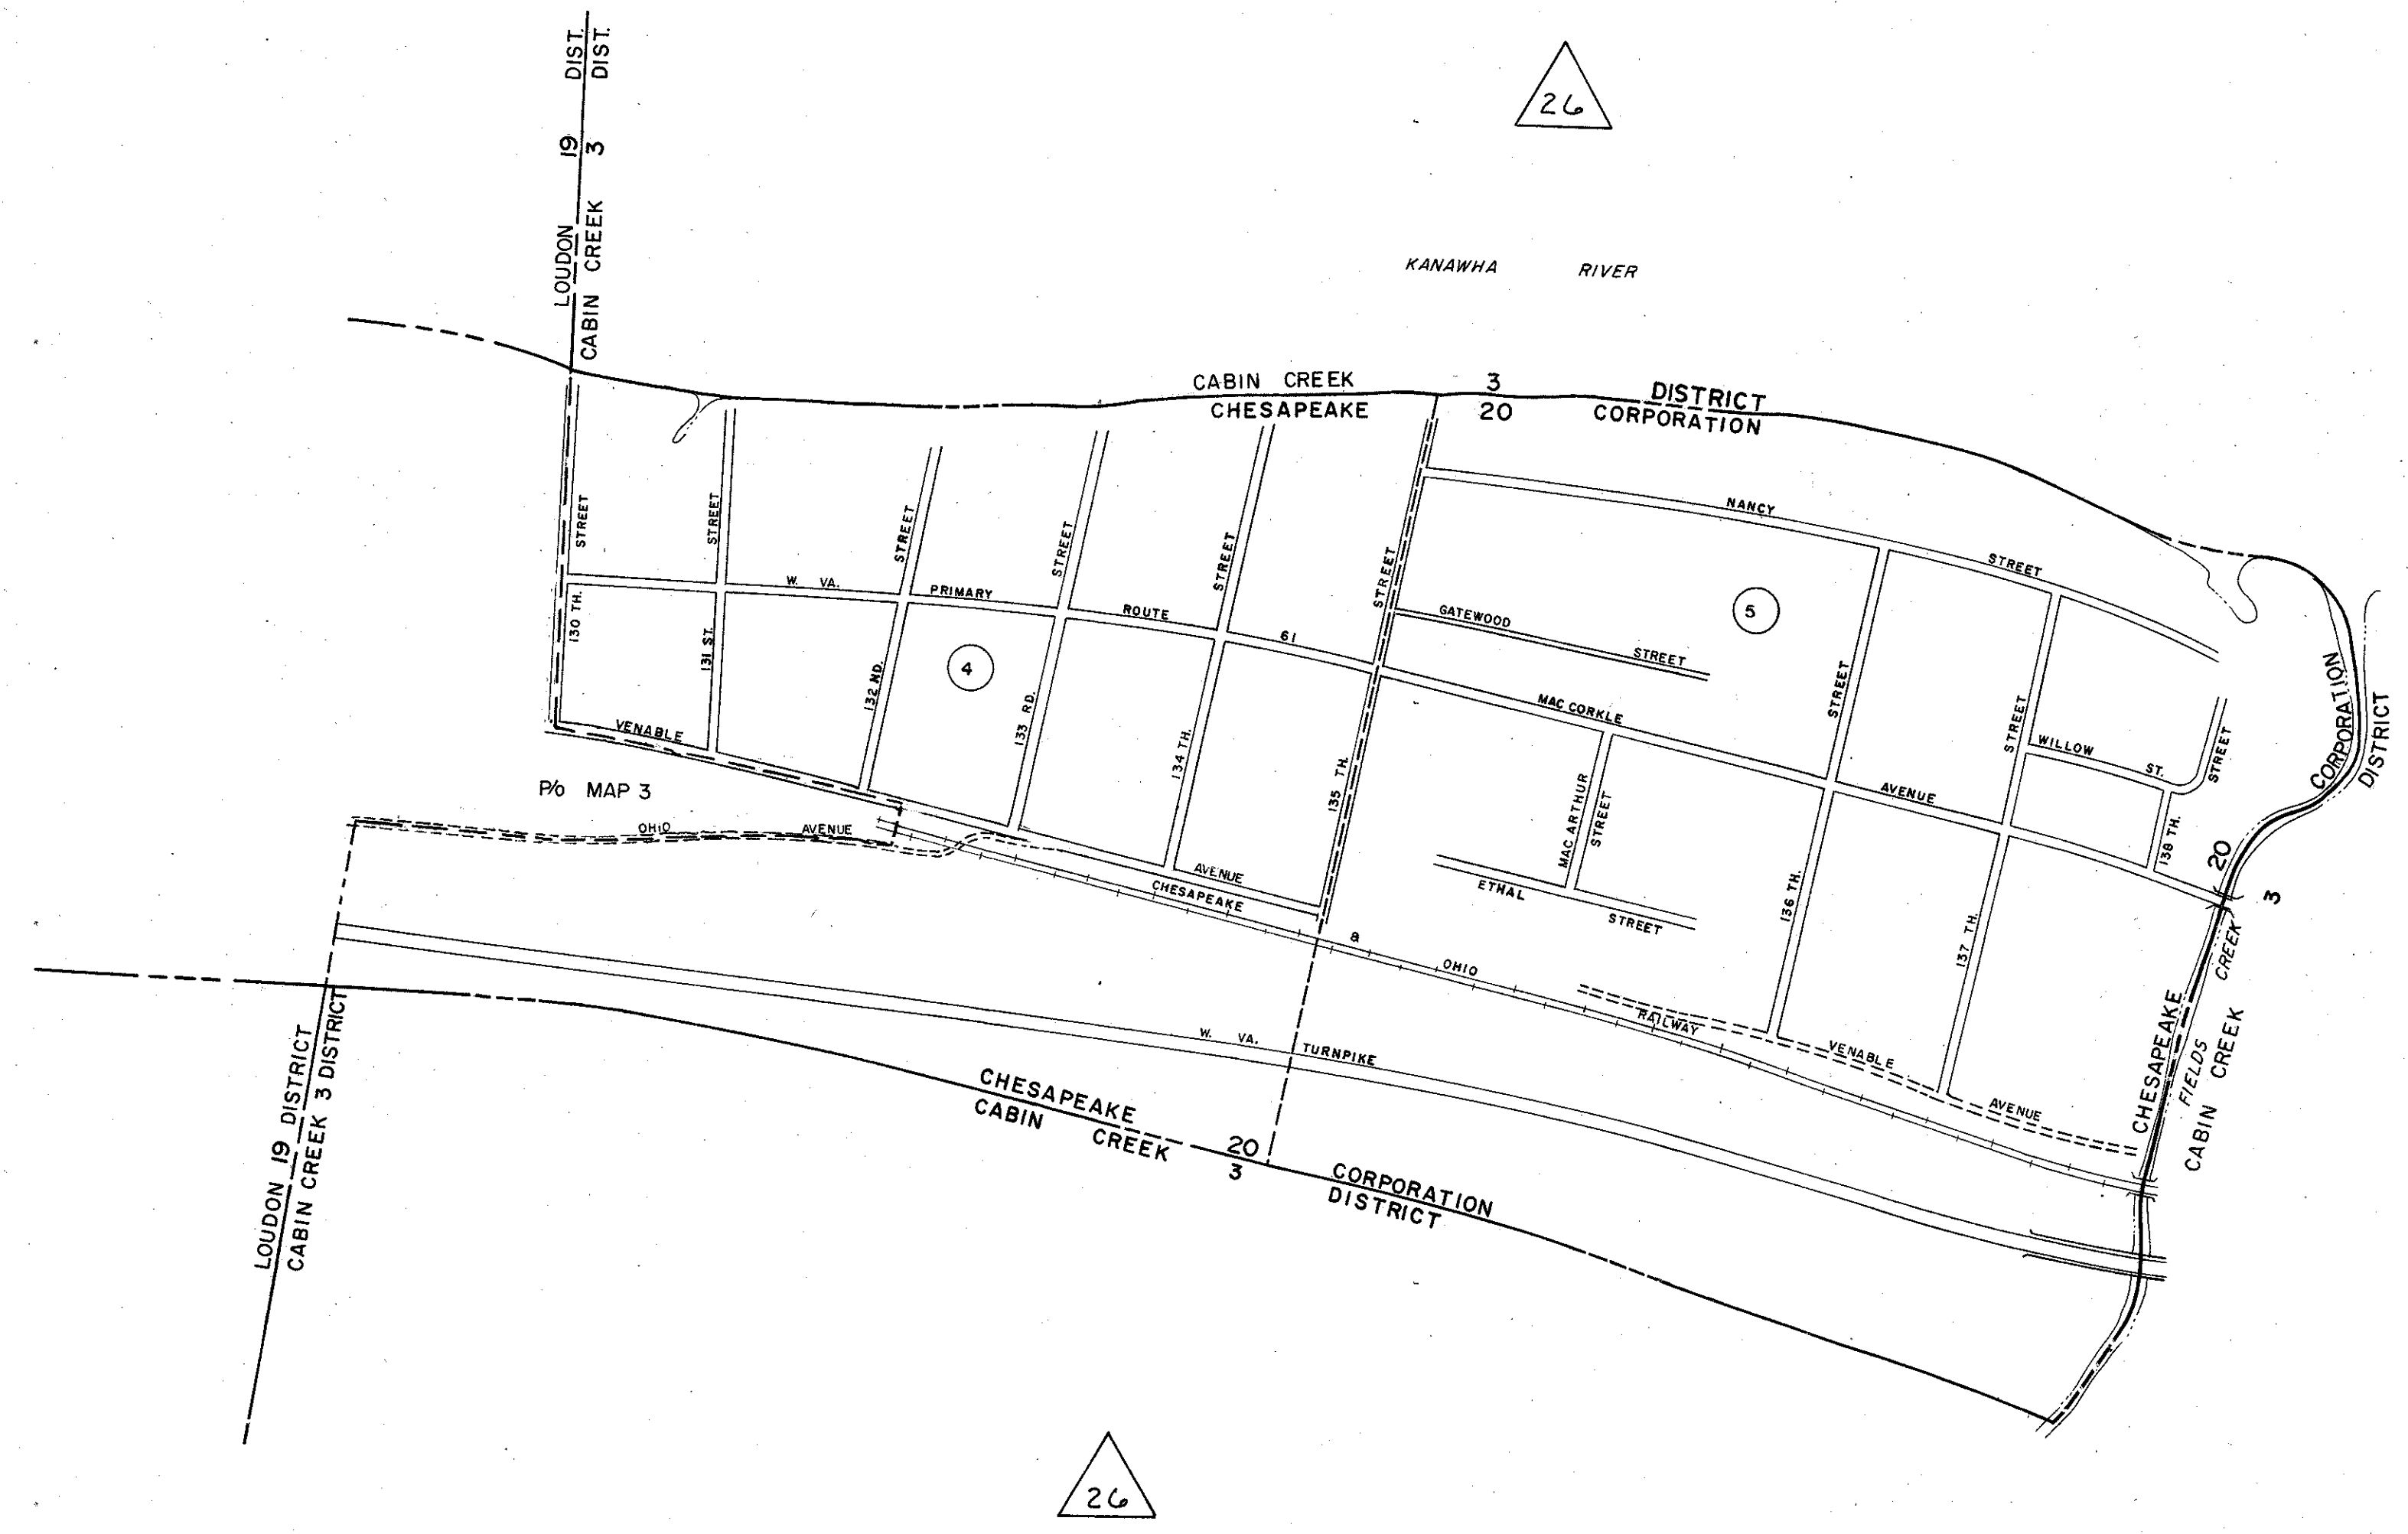 26
LOUDON 19 DIST.
CABIN CREEK 3 DIST.
KANAWHA RIVER
CABIN CREEK 3 DISTRICT
CHESAPEAKE 20 CORPORATION
130 TH. STREET
131 ST. STREET
132 ND. STREET
133 RD. STREET
134 TH. STREET
135 TH. STREET
NANCY STREET
W. VA. PRIMARY ROUTE 61
GATEWOOD STREET
5
4
MAC CORKLE AVENUE
MAC ARTHUR STREET
ETHAL STREET
136 TH. STREET
137 TH. STREET
WILLOW ST.
138 TH. STREET
VENABLE AVENUE
P/o MAP 3
OHIO AVENUE
CHESAPEAKE & OHIO RAILWAY
VENABLE AVENUE
W. VA. TURNPIKE
CHESAPEAKE 20 CORPORATION
CABIN CREEK 3 DISTRICT
LOUDON 19 DISTRICT
CABIN CREEK 3 DISTRICT
CHESAPEAKE 20 CORPORATION
FIELDS CREEK
CABIN CREEK 3 DISTRICT
26